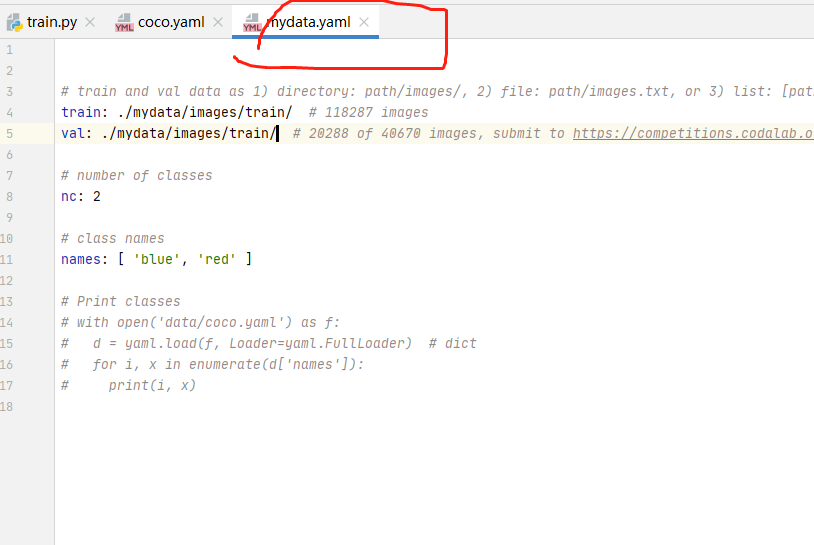 train.py coco.yaml mydata.yaml
1
2
3 # train and val data as 1) directory: path/images/, 2) file: path/images.txt, or 3) list: [pat
4 train: ./mydata/images/train/ # 118287 images
5 val: ./mydata/images/train/ # 20288 of 40670 images, submit to https://competitions.codalab.o
6
7 # number of classes
8 nc: 2
9
10 # class names
11 names: [ 'blue', 'red' ]
12
13 # Print classes
14 # with open('data/coco.yaml') as f:
15 #   d = yaml.load(f, Loader=yaml.FullLoader)  # dict
16 #   for i, x in enumerate(d['names']):
17 #     print(i, x)
18